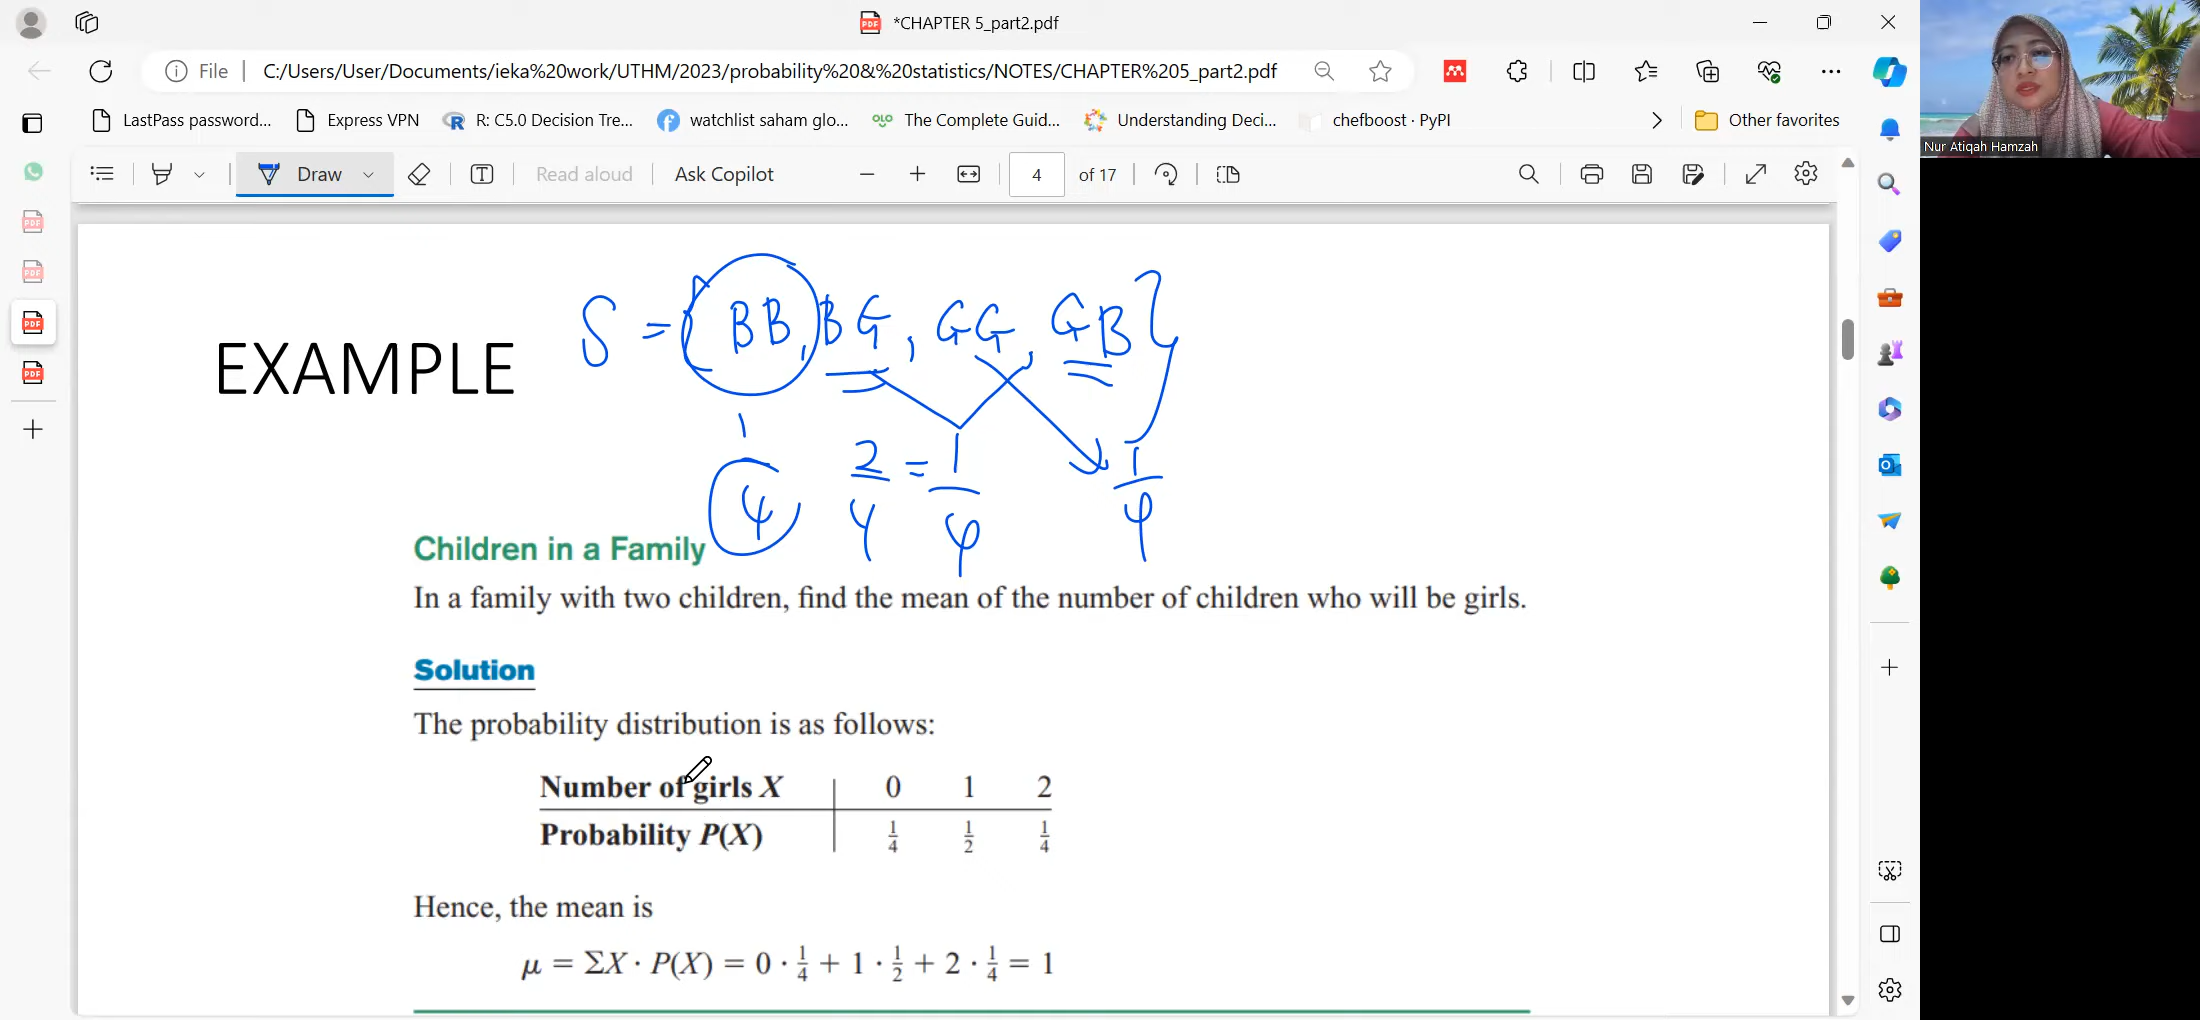 *CHAPTER 5_part2.pdf
File
C:/Users/User/Documents/ieka%20work/UTHM/2023/probability%20&%20statistics/NOTES/CHAPTER%205_part2.pdf
LastPass password...
Express VPN
R: C5.0 Decision Tre...
watchlist saham glo...
OLO
The Complete Guid...
Understanding Deci...
chefboost · PyPI
Other favorites
Nur Atiqah Hamzah
Draw
Read aloud
Ask Copilot
4 of 17
S = { BB, BG, GG, GB }
EXAMPLE
1/4 2/4 = 1/4 1/4
Children in a Family
In a family with two children, find the mean of the number of children who will be girls.
Solution
The probability distribution is as follows:
Number of girls X 0 1 2
Probability P(X) 1/4 1/2 1/4
Hence, the mean is
μ = ΣX · P(X) = 0 · 1/4 + 1 · 1/2 + 2 · 1/4 = 1